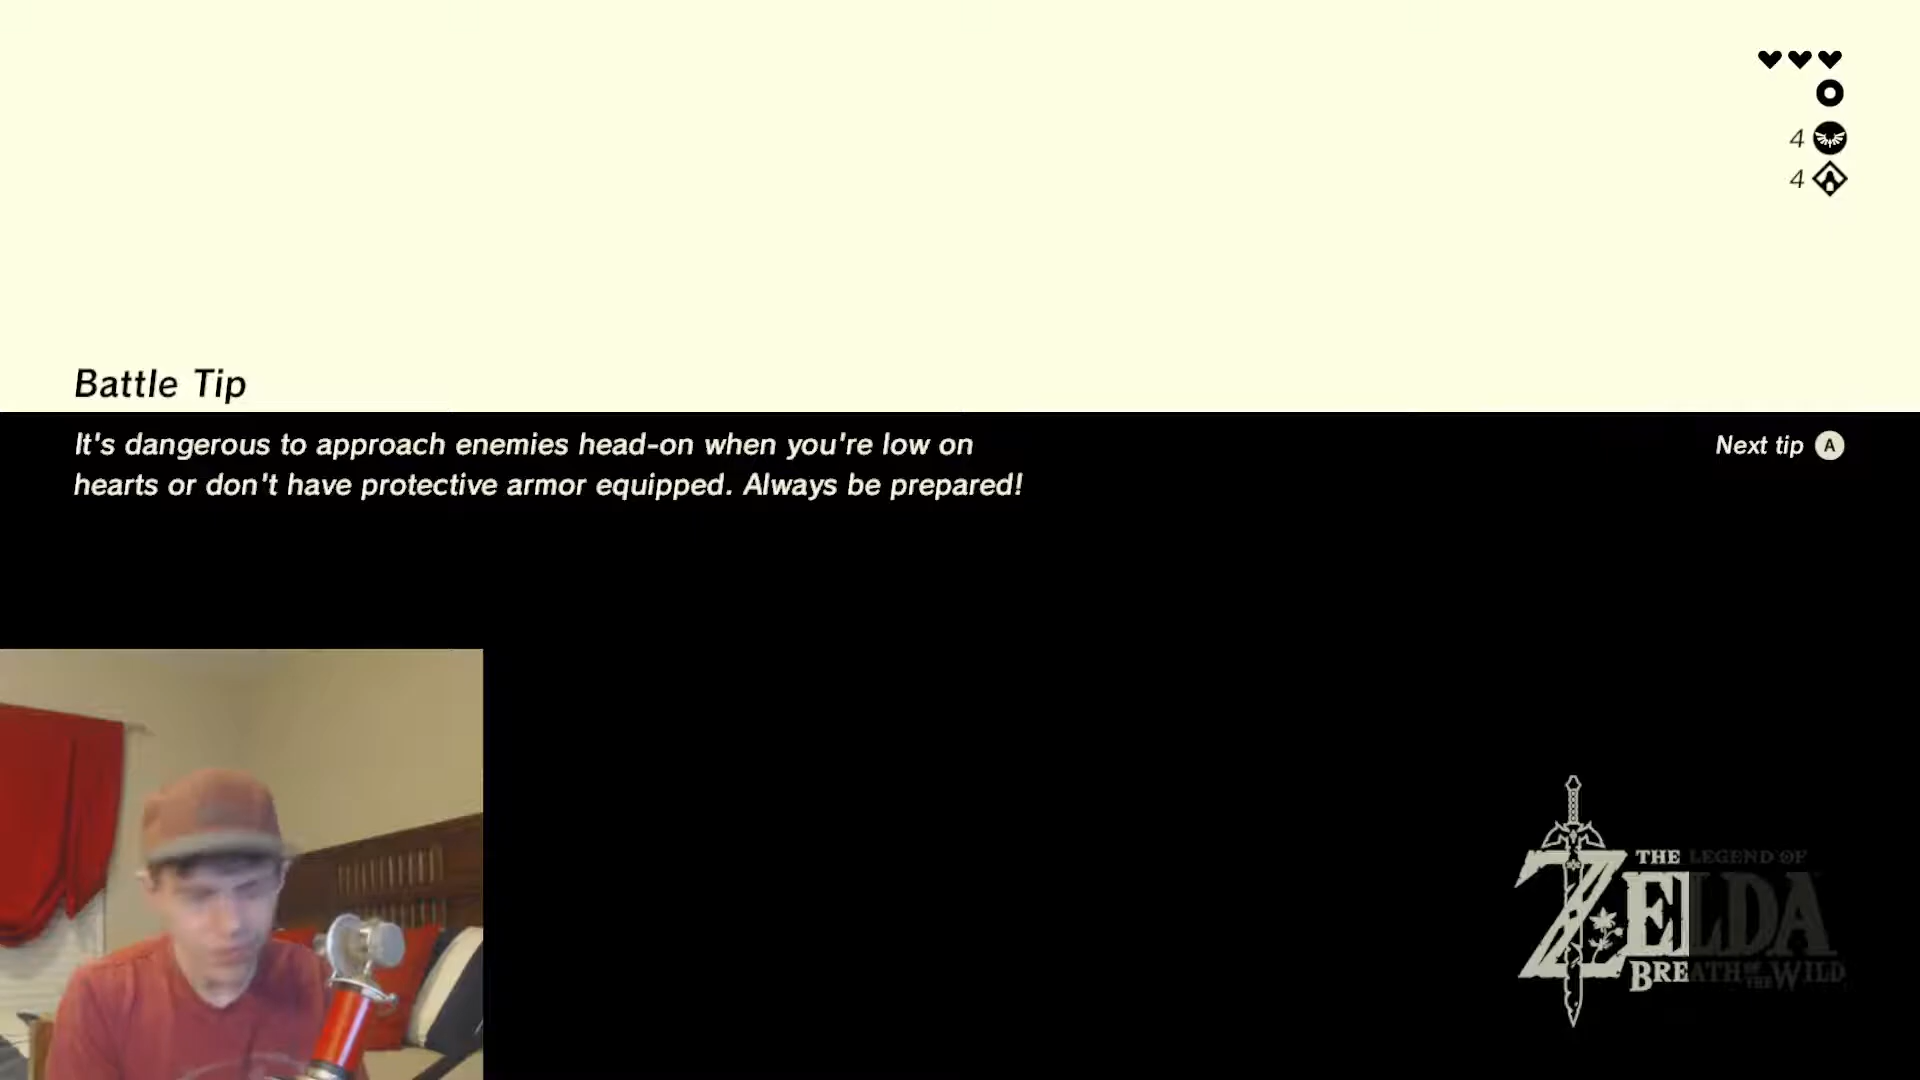 4
4
Battle Tip
It's dangerous to approach enemies head-on when you're low on
hearts or don't have protective armor equipped. Always be prepared!
Next tip A
THE LEGEND OF
ZELDA
BREATH OF THE WILD